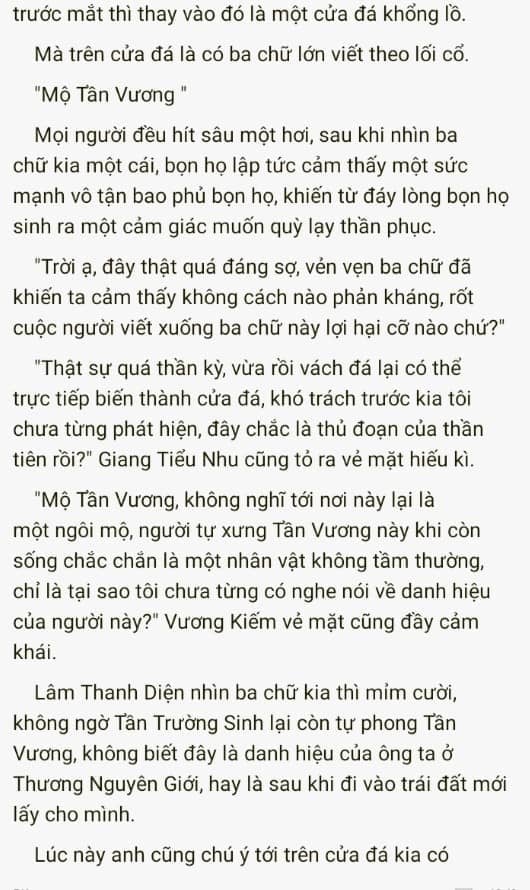 trước mắt thì thay vào đó là một cửa đá khổng lồ.
Mà trên cửa đá là có ba chữ lớn viết theo lối cổ.
"Mộ Tần Vương "
Mọi người đều hít sâu một hơi, sau khi nhìn ba
chữ kia một cái, bọn họ lập tức cảm thấy một sức
mạnh vô tận bao phủ bọn họ, khiến từ đáy lòng bọn họ
sinh ra một cảm giác muốn quỳ lạy thần phục.
"Trời ạ, đây thật quá đáng sợ, vẻn vẹn ba chữ đã
khiến ta cảm thấy không cách nào phản kháng, rốt
cuộc người viết xuống ba chữ này lợi hại cỡ nào chứ?"
"Thật sự quá thần kỳ, vừa rồi vách đá lại có thể
trực tiếp biến thành cửa đá, khó trách trước kia tôi
chưa từng phát hiện, đây chắc là thủ đoạn của thần
tiên rồi?" Giang Tiểu Nhu cũng tỏ ra vẻ mặt hiếu kì.
"Mộ Tần Vương, không nghĩ tới nơi này lại là
một ngôi mộ, người tự xưng Tần Vương này khi còn
sống chắc chắn là một nhân vật không tầm thường,
chỉ là tại sao tôi chưa từng có nghe nói về danh hiệu
của người này?" Vương Kiếm vẻ mặt cũng đầy cảm
khái.
Lâm Thanh Diện nhìn ba chữ kia thì mỉm cười,
không ngờ Tần Trường Sinh lại còn tự phong Tần
Vương, không biết đây là danh hiệu của ông ta ở
Thương Nguyên Giới, hay là sau khi đi vào trái đất mới
lấy cho mình.
Lúc này anh cũng chú ý tới trên cửa đá kia có